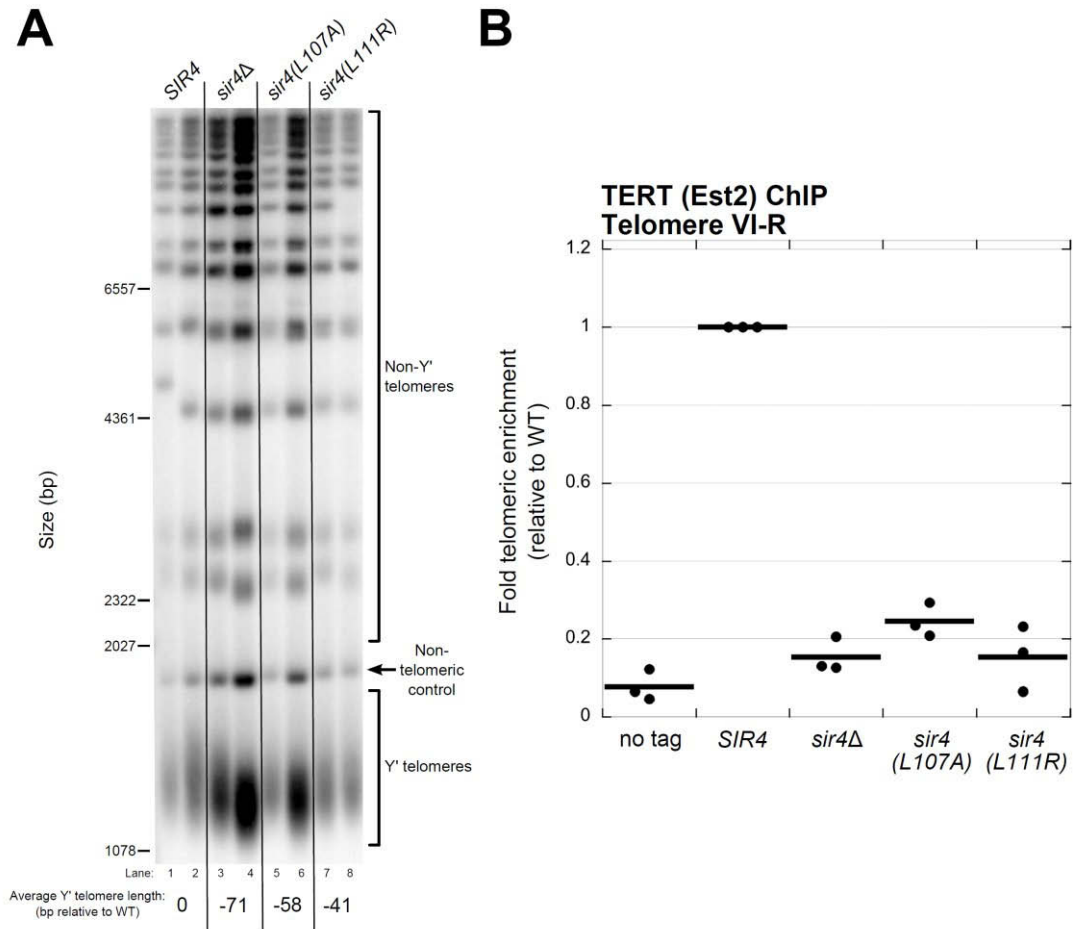 A
SIR4
sir4Δ
sir4(L107A)
sir4(L111R)
6557
4361
2322
2027
1078
Size (bp)
Non-Y'
telomeres
Non-
telomeric
control
Y' telomeres
Lane: 1 2 3 4 5 6 7 8
Average Y' telomere length:
(bp relative to WT)
0 -71 -58 -41
B
TERT (Est2) ChIP
Telomere VI-R
Fold telomeric enrichment
(relative to WT)
1.2
1
0.8
0.6
0.4
0.2
0
no tag SIR4 sir4Δ sir4 sir4
(L107A) (L111R)